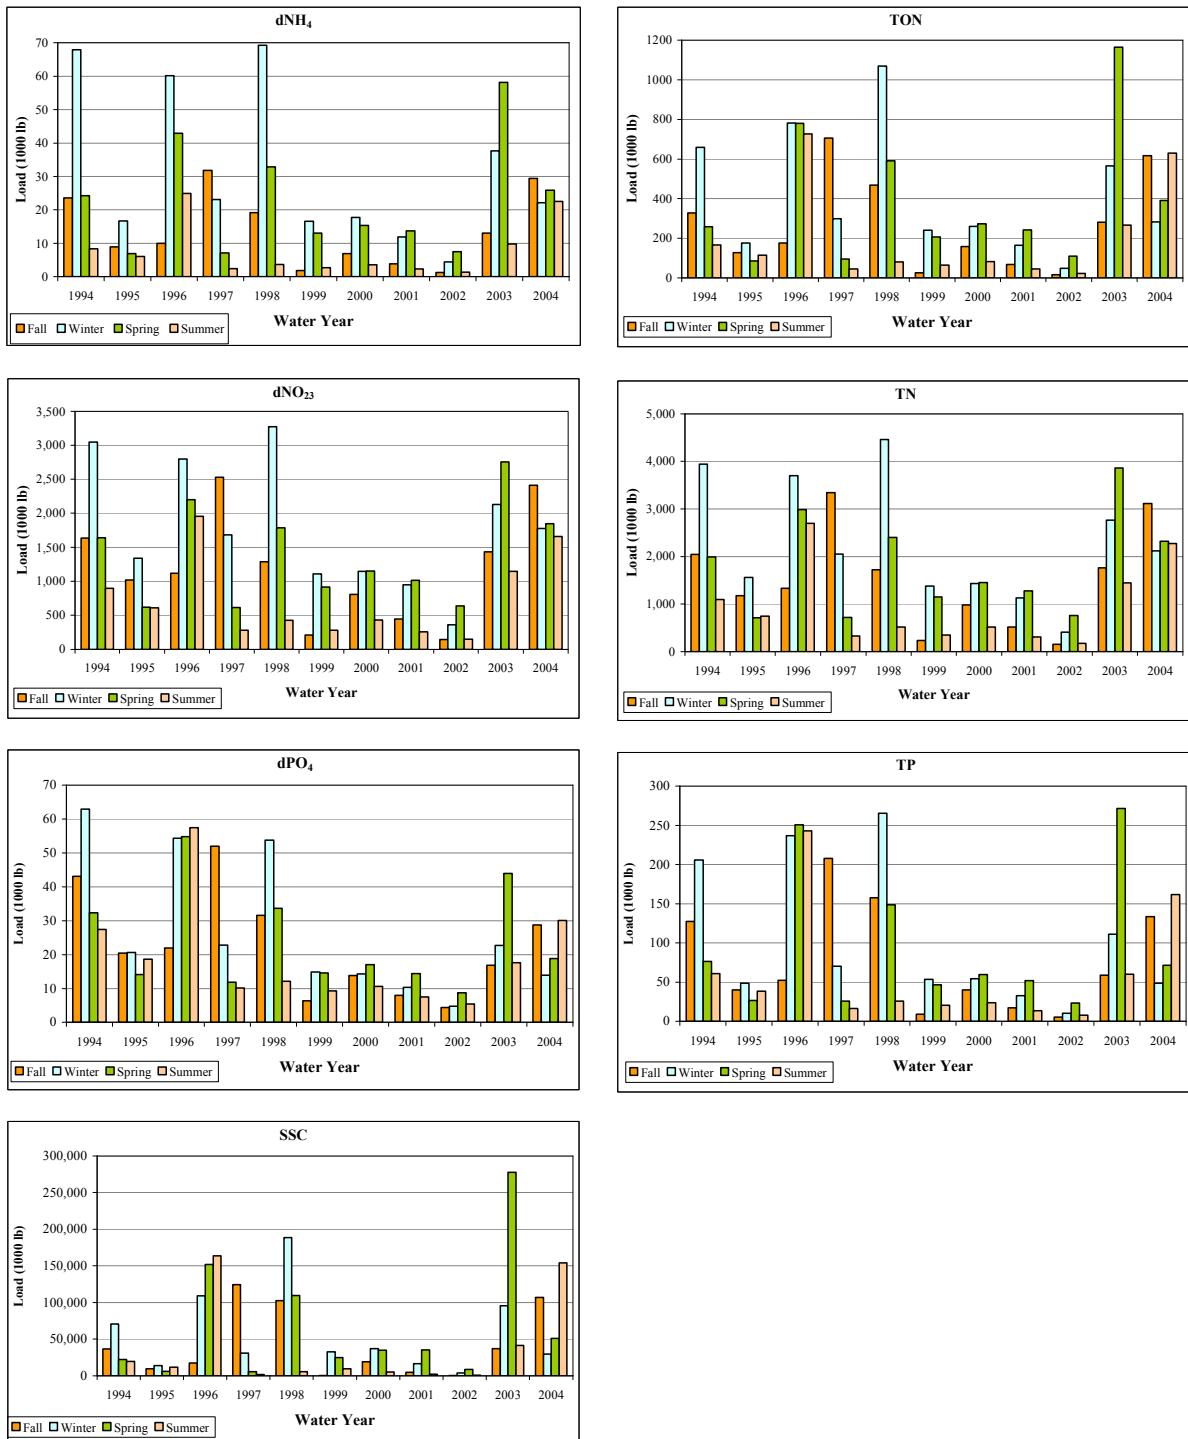 dNH₄
70
60
50
40
30
20
10
0
Load (1000 lb)
1994 1995 1996 1997 1998 1999 2000 2001 2002 2003 2004
Water Year
Fall Winter Spring Summer
TON
1200
1000
800
600
400
200
0
Load (1000 lb)
1994 1995 1996 1997 1998 1999 2000 2001 2002 2003 2004
Water Year
Fall Winter Spring Summer
dNO₂₃
3,500
3,000
2,500
2,000
1,500
1,000
500
0
Load (1000 lb)
1994 1995 1996 1997 1998 1999 2000 2001 2002 2003 2004
Water Year
Fall Winter Spring Summer
TN
5,000
4,000
3,000
2,000
1,000
0
Load (1000 lb)
1994 1995 1996 1997 1998 1999 2000 2001 2002 2003 2004
Water Year
Fall Winter Spring Summer
dPO₄
70
60
50
40
30
20
10
0
Load (1000 lb)
1994 1995 1996 1997 1998 1999 2000 2001 2002 2003 2004
Water Year
Fall Winter Spring Summer
TP
300
250
200
150
100
50
0
Load (1000 lb)
1994 1995 1996 1997 1998 1999 2000 2001 2002 2003 2004
Water Year
Fall Winter Spring Summer
SSC
300,000
250,000
200,000
150,000
100,000
50,000
0
Load (1000 lb)
1994 1995 1996 1997 1998 1999 2000 2001 2002 2003 2004
Water Year
Fall Winter Spring Summer